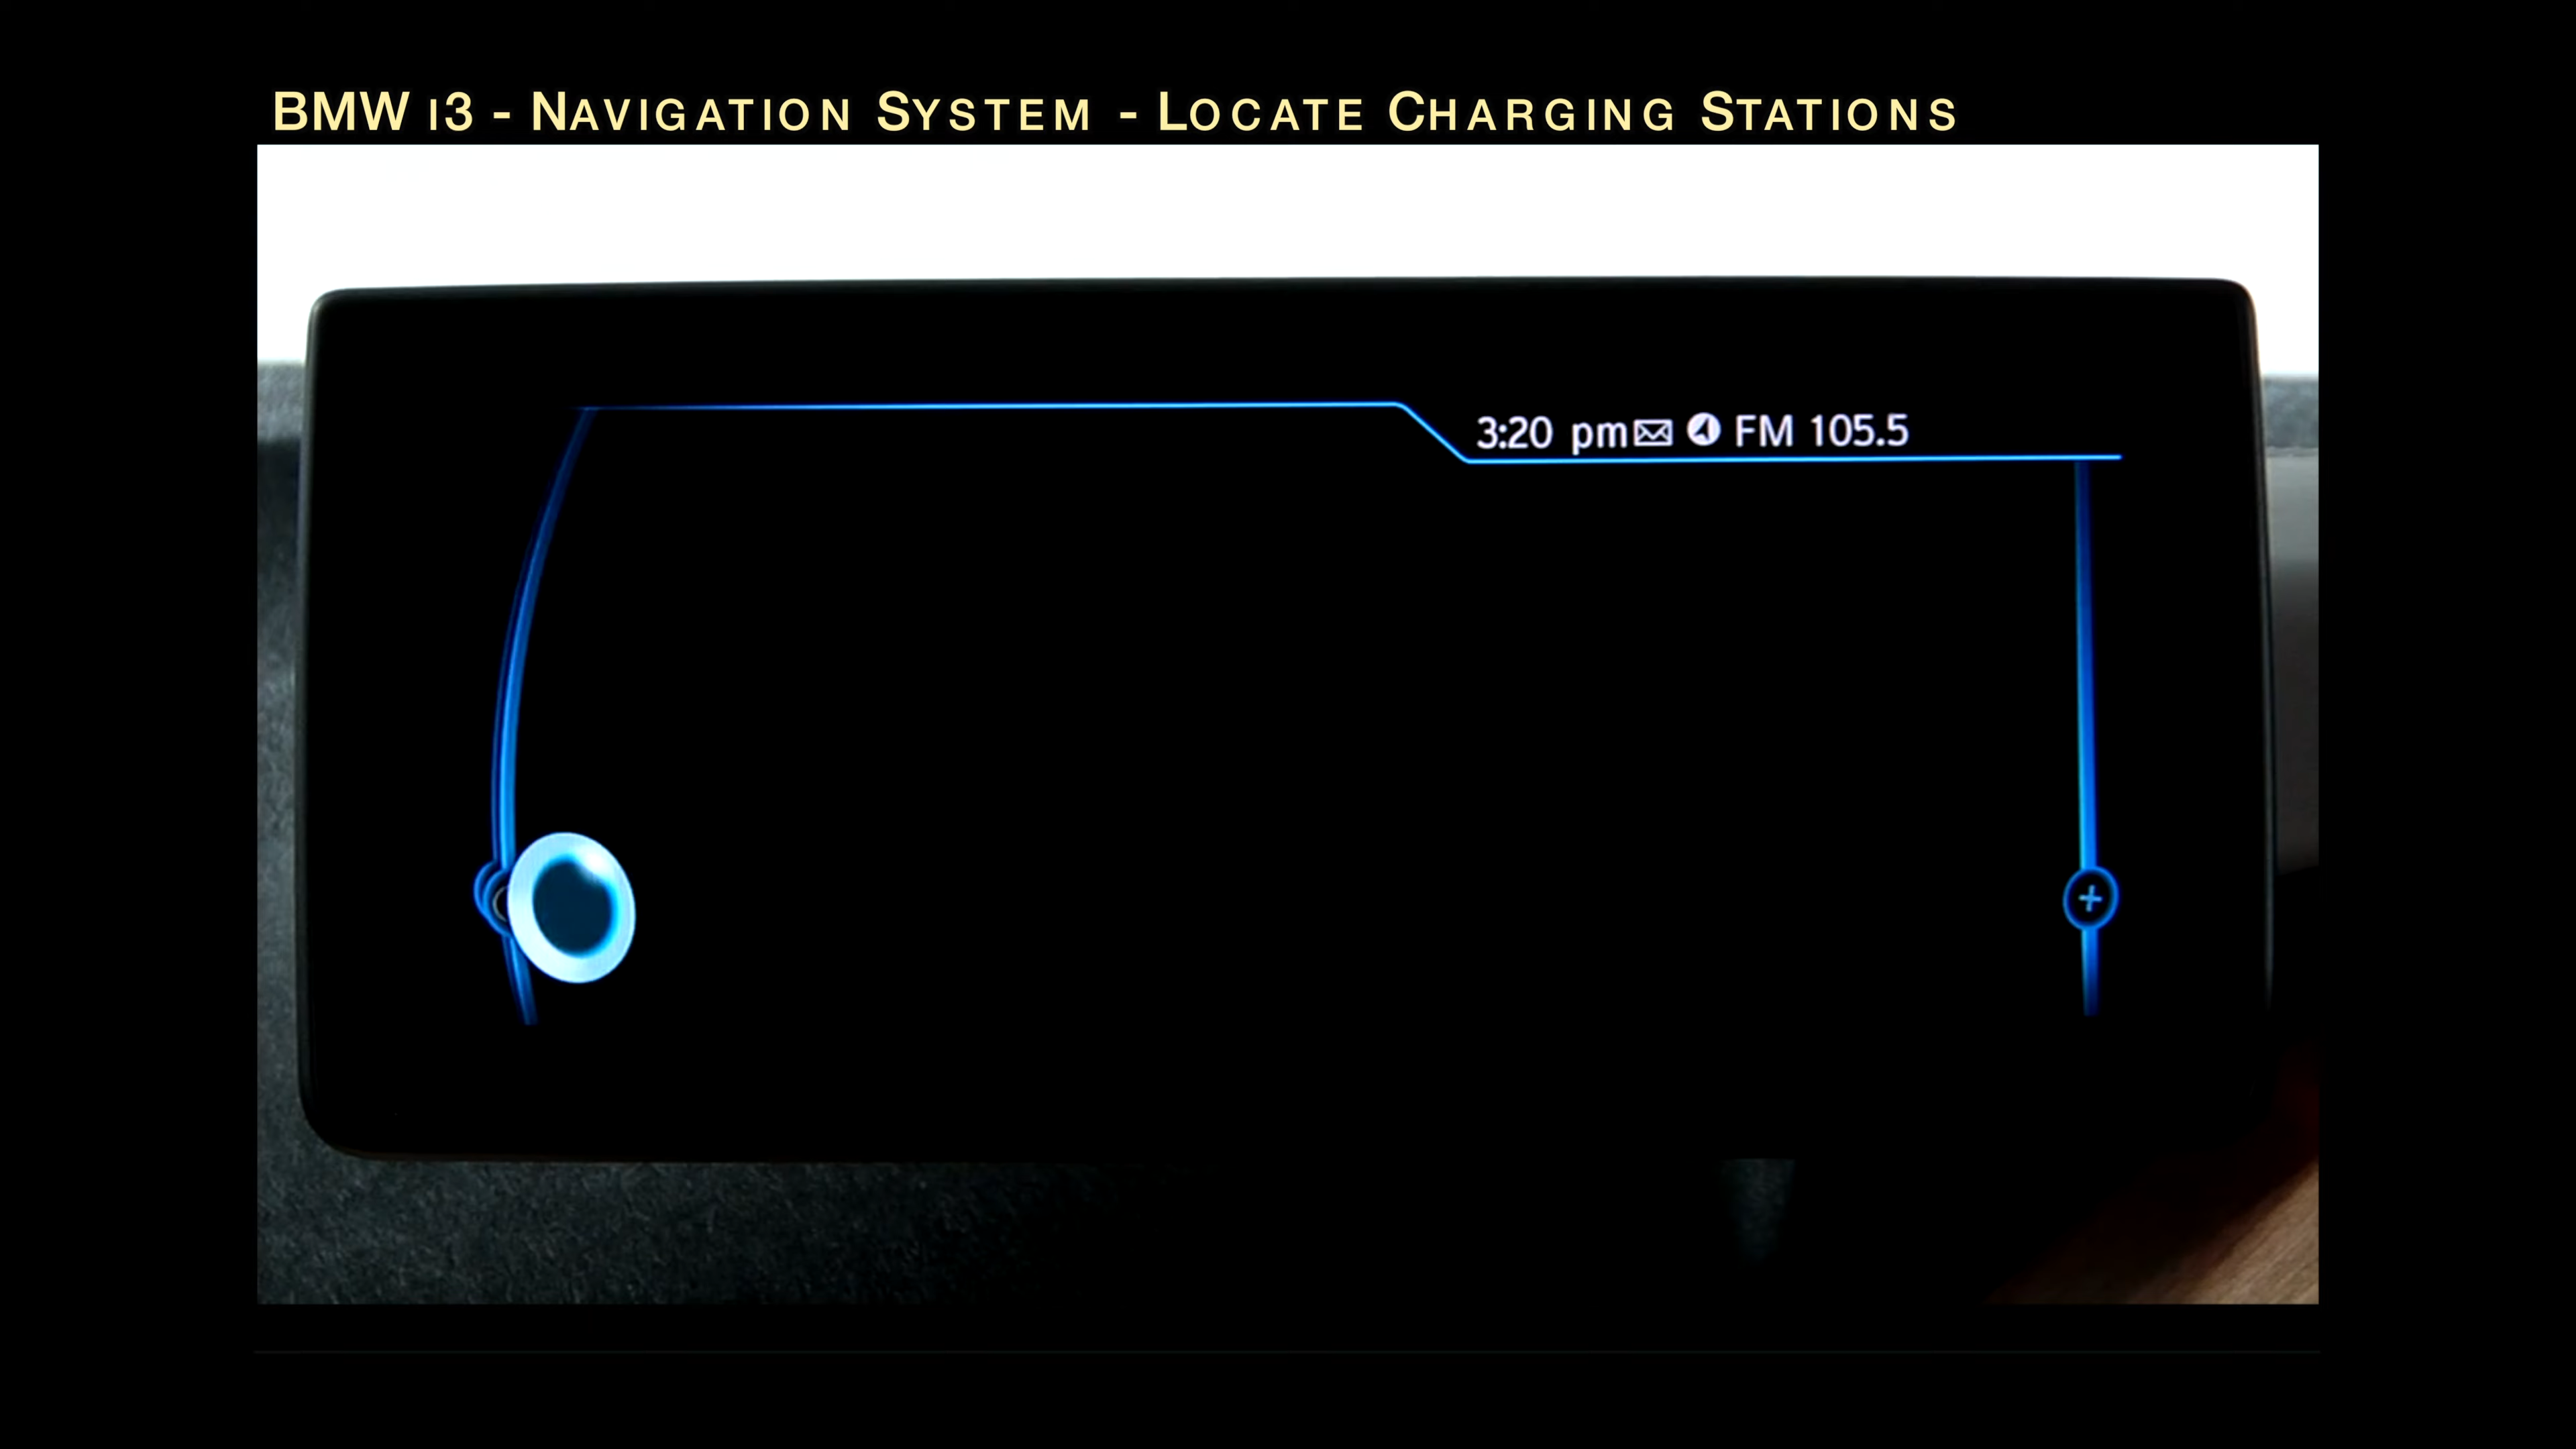 BMW i3 - Navigation System - Locate Charging Stations
3:20 pm FM 105.5
+